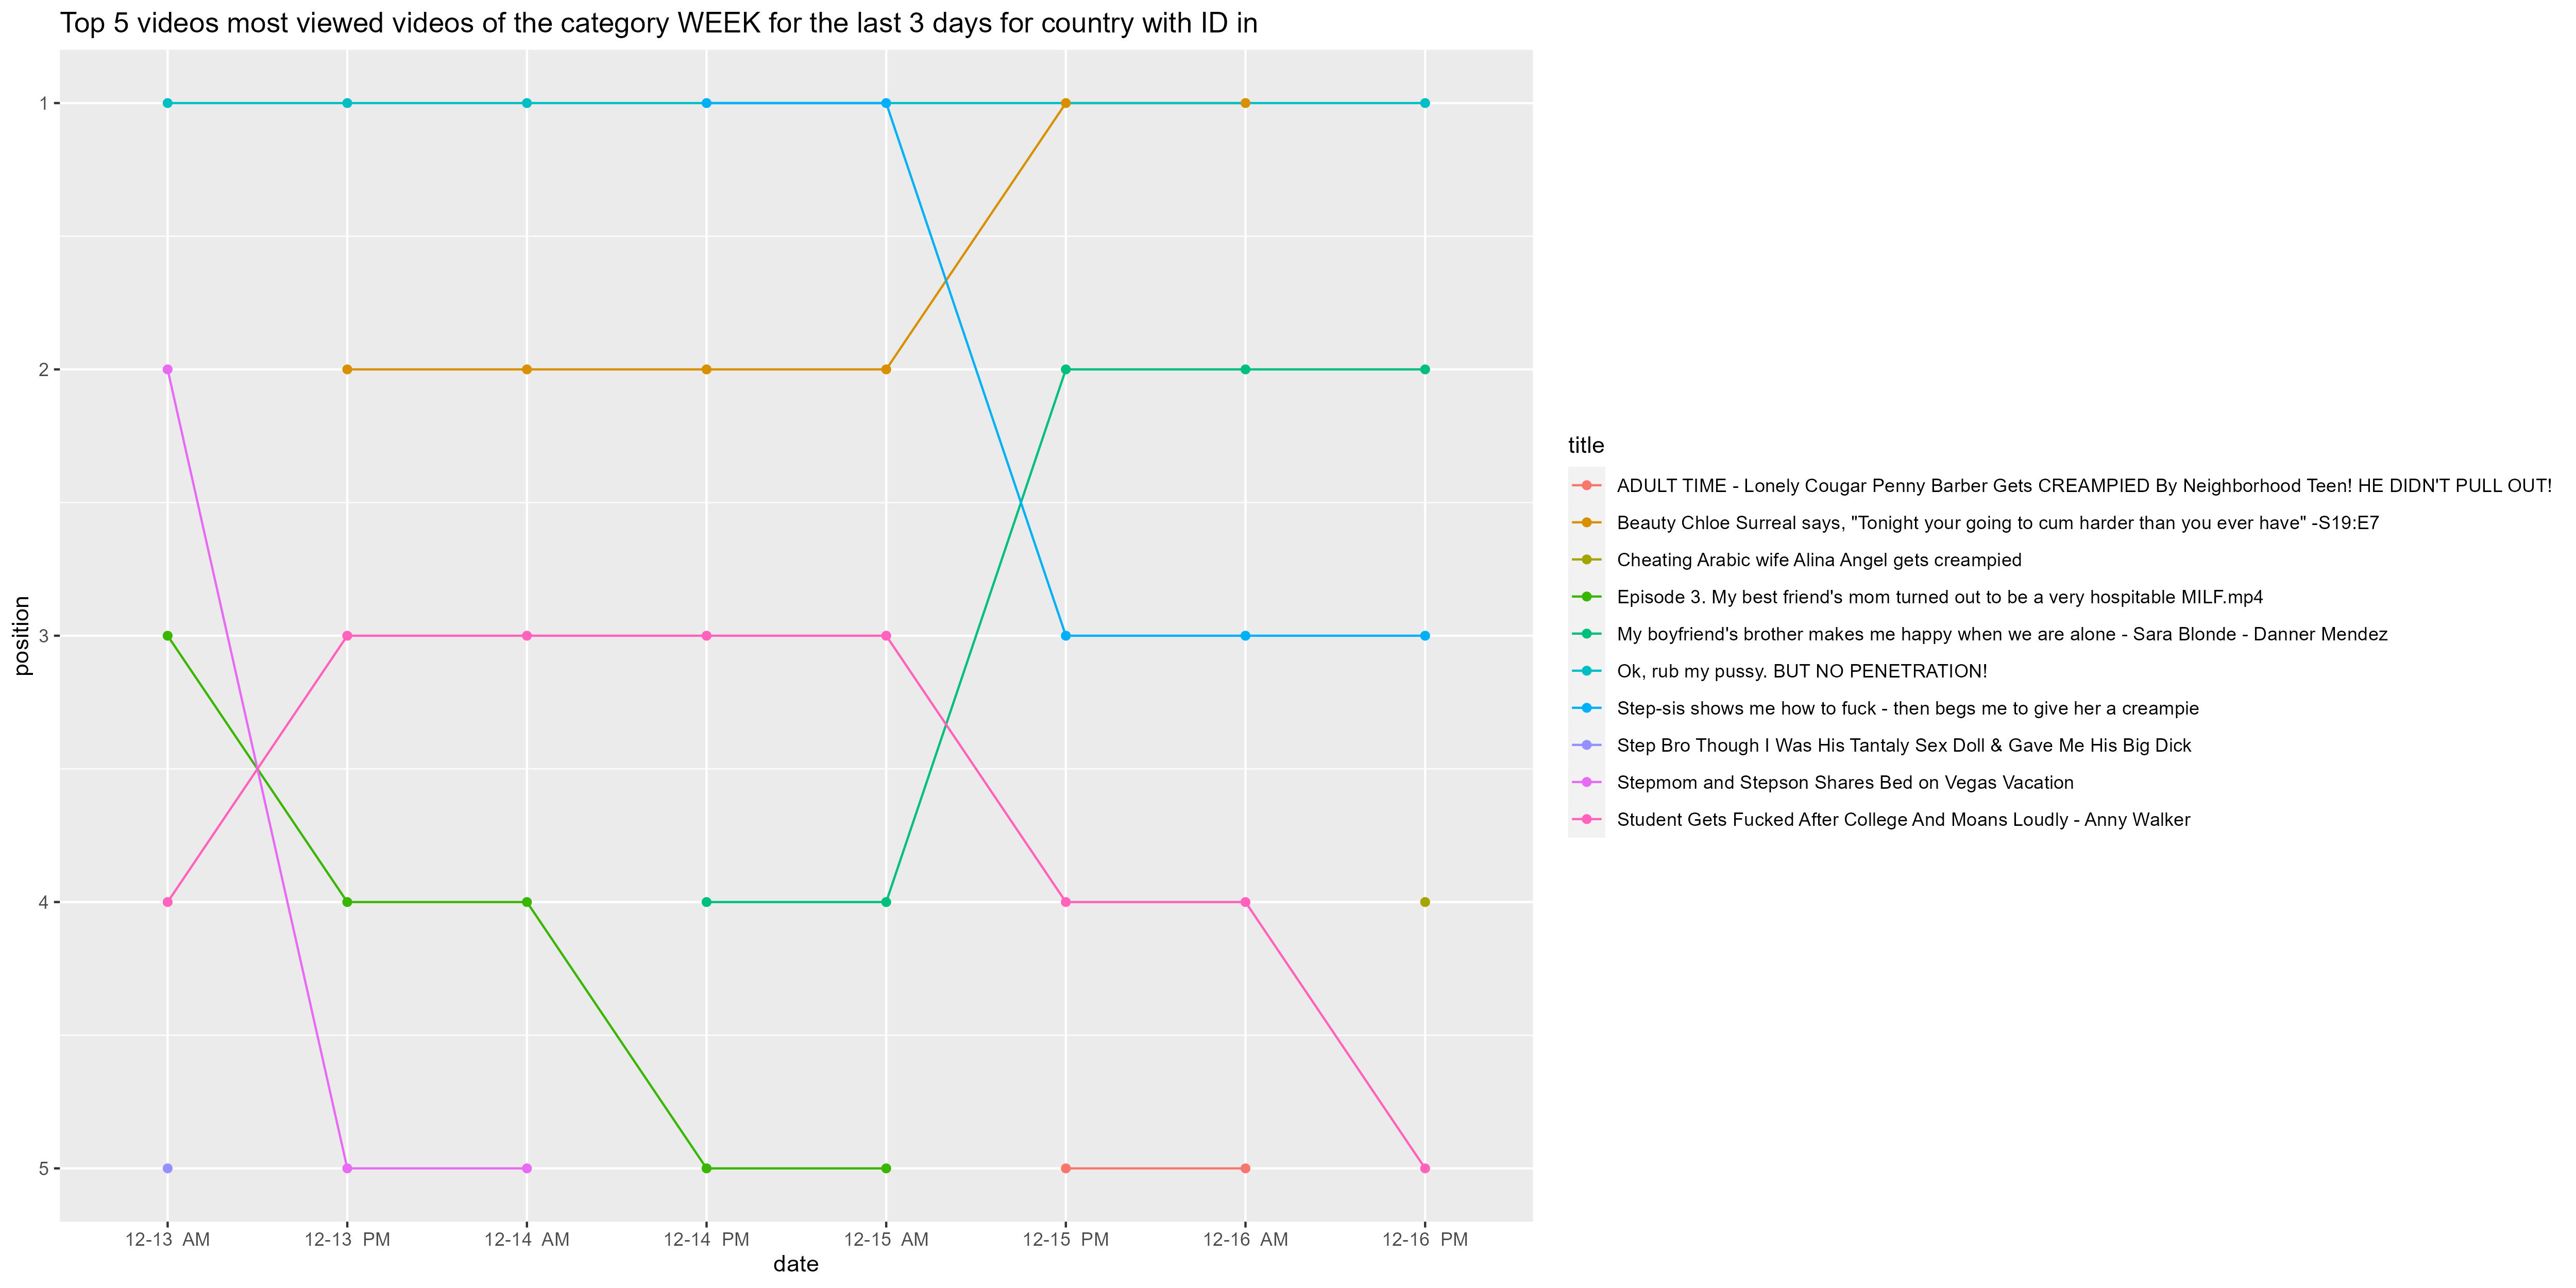 Top 5 videos most viewed videos of the category WEEK for the last 3 days for country with ID in
1
2
3
4
5
position
12-13 AM
12-13 PM
12-14 AM
12-14 PM
12-15 AM
12-15 PM
12-16 AM
12-16 PM
date
title
ADULT TIME - Lonely Cougar Penny Barber Gets CREAMPIED By Neighborhood Teen! HE DIDN'T PULL OUT!
Beauty Chloe Surreal says, "Tonight your going to cum harder than you ever have" -S19:E7
Cheating Arabic wife Alina Angel gets creampied
Episode 3. My best friend's mom turned out to be a very hospitable MILF.mp4
My boyfriend's brother makes me happy when we are alone - Sara Blonde - Danner Mendez
Ok, rub my pussy. BUT NO PENETRATION!
Step-sis shows me how to fuck - then begs me to give her a creampie
Step Bro Though I Was His Tantaly Sex Doll & Gave Me His Big Dick
Stepmom and Stepson Shares Bed on Vegas Vacation
Student Gets Fucked After College And Moans Loudly - Anny Walker